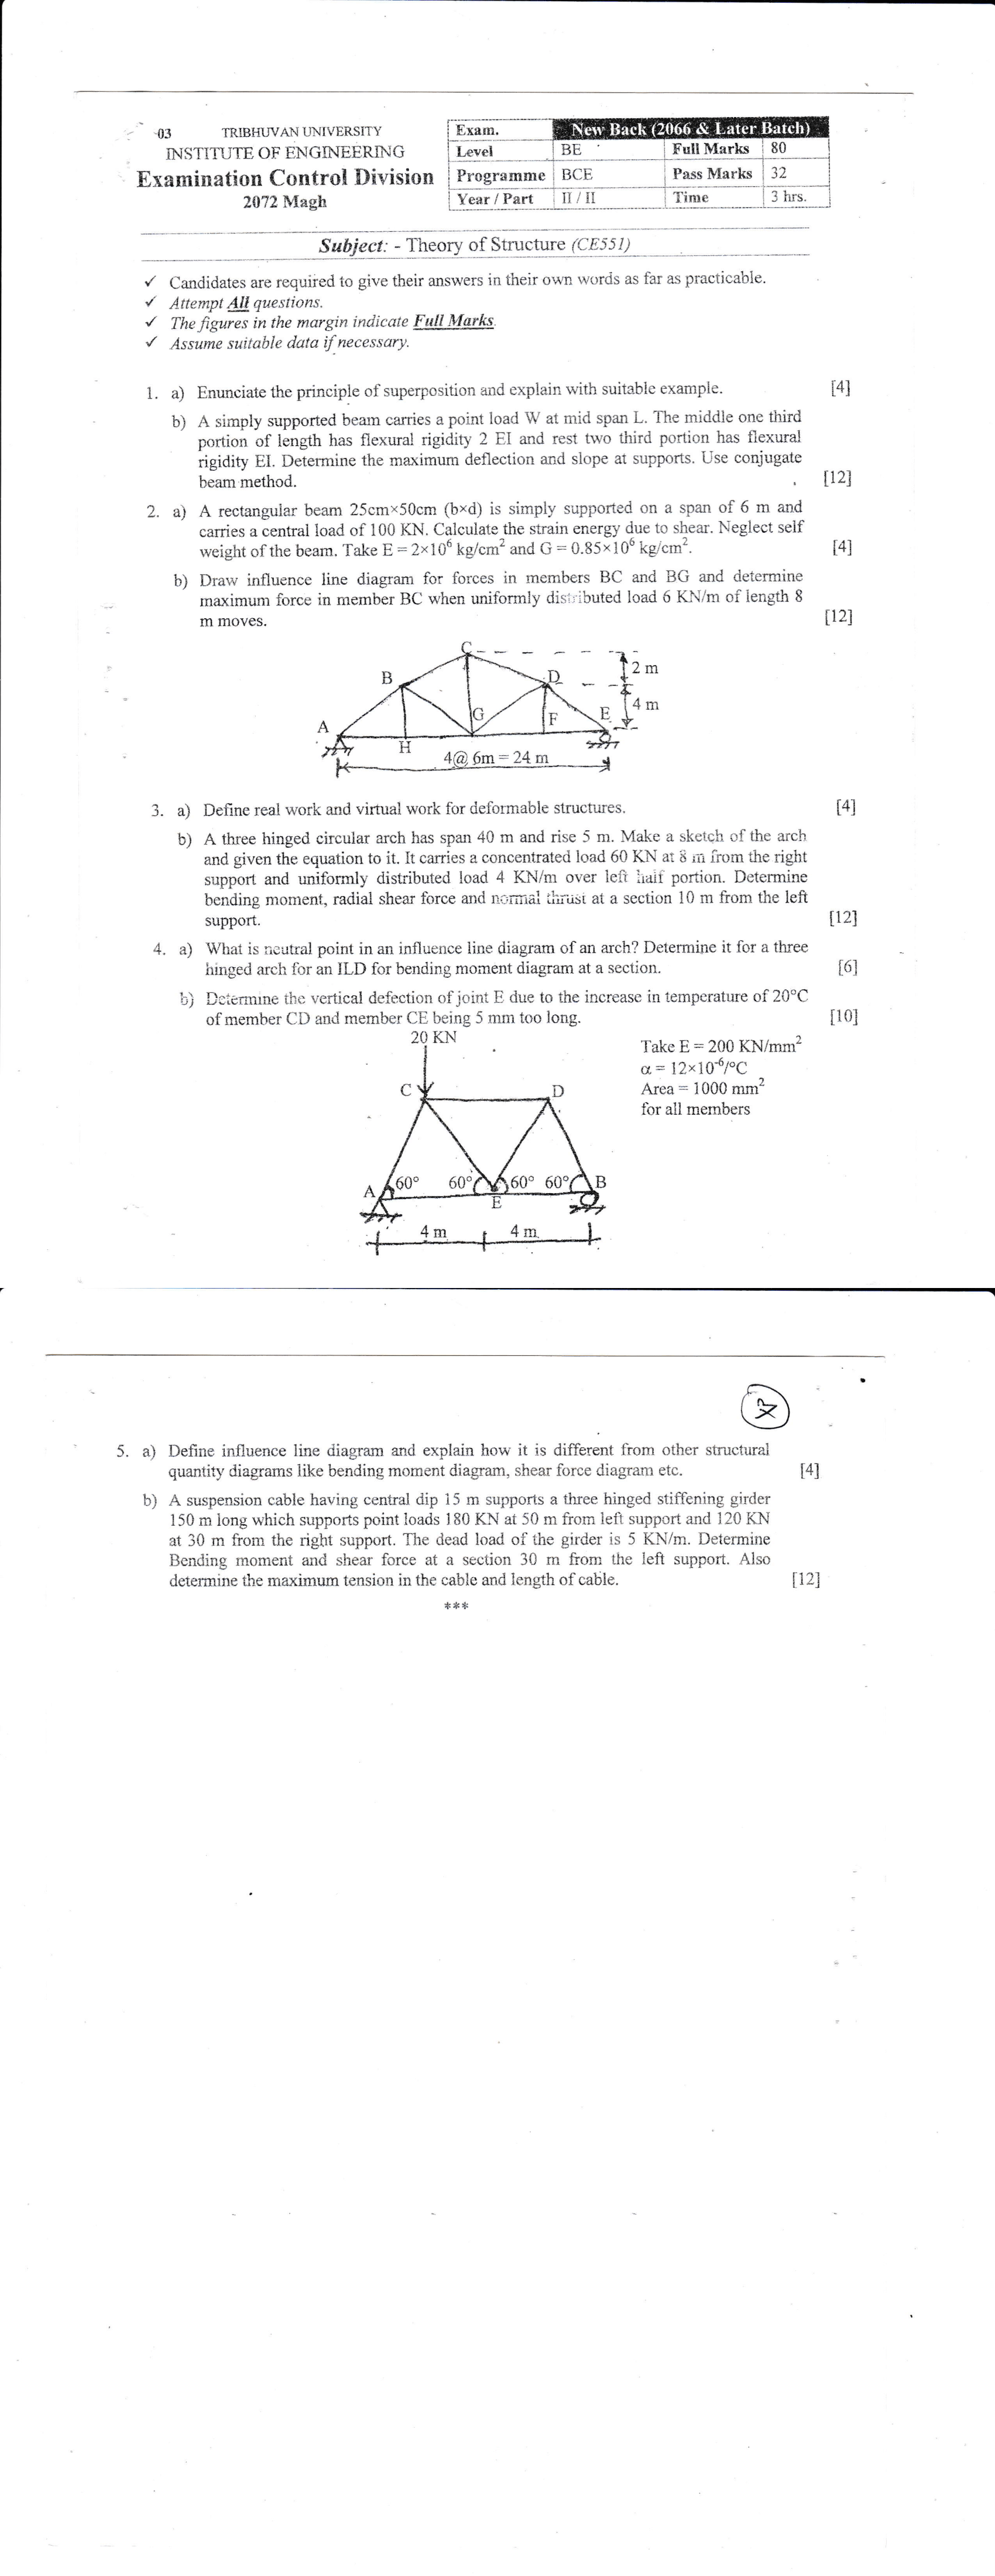 03 TRIBHUVAN UNIVERSITY
INSTITUTE OF ENGINEERING
Examination Control Division
2072 Magh
Exam. New Back (2066 & Later Batch)
Level BE Full Marks 80
Programme BCE Pass Marks 32
Year / Part II / II Time 3 hrs.
Subject: - Theory of Structure (CE551)
✓ Candidates are required to give their answers in their own words as far as practicable.
✓ Attempt All questions.
✓ The figures in the margin indicate Full Marks.
✓ Assume suitable data if necessary.
1. a) Enunciate the principle of superposition and explain with suitable example. [4]
b) A simply supported beam carries a point load W at mid span L. The middle one third
portion of length has flexural rigidity 2 EI and rest two third portion has flexural
rigidity EI. Determine the maximum deflection and slope at supports. Use conjugate
beam method. [12]
2. a) A rectangular beam 25cm×50cm (b×d) is simply supported on a span of 6 m and
carries a central load of 100 KN. Calculate the strain energy due to shear. Neglect self
weight of the beam. Take E = 2×10⁶ kg/cm² and G = 0.85×10⁶ kg/cm². [4]
b) Draw influence line diagram for forces in members BC and BG and determine
maximum force in member BC when uniformly distributed load 6 KN/m of length 8
m moves. [12]
C
2 m
B
D
4 m
G
F
E
A
H
4@ 6m = 24 m
3. a) Define real work and virtual work for deformable structures. [4]
b) A three hinged circular arch has span 40 m and rise 5 m. Make a sketch of the arch
and given the equation to it. It carries a concentrated load 60 KN at 8 m from the right
support and uniformly distributed load 4 KN/m over left half portion. Determine
bending moment, radial shear force and normal thrust at a section 10 m from the left
support. [12]
4. a) What is neutral point in an influence line diagram of an arch? Determine it for a three
hinged arch for an ILD for bending moment diagram at a section. [6]
b) Determine the vertical defection of joint E due to the increase in temperature of 20°C
of member CD and member CE being 5 mm too long. [10]
20 KN
Take E = 200 KN/mm²
α = 12×10⁻⁶/°C
Area = 1000 mm²
for all members
C D
A 60° 60° 60° 60° B
E
4 m 4 m
5. a) Define influence line diagram and explain how it is different from other structural
quantity diagrams like bending moment diagram, shear force diagram etc. [4]
b) A suspension cable having central dip 15 m supports a three hinged stiffening girder
150 m long which supports point loads 180 KN at 50 m from left support and 120 KN
at 30 m from the right support. The dead load of the girder is 5 KN/m. Determine
Bending moment and shear force at a section 30 m from the left support. Also
determine the maximum tension in the cable and length of cable. [12]
***